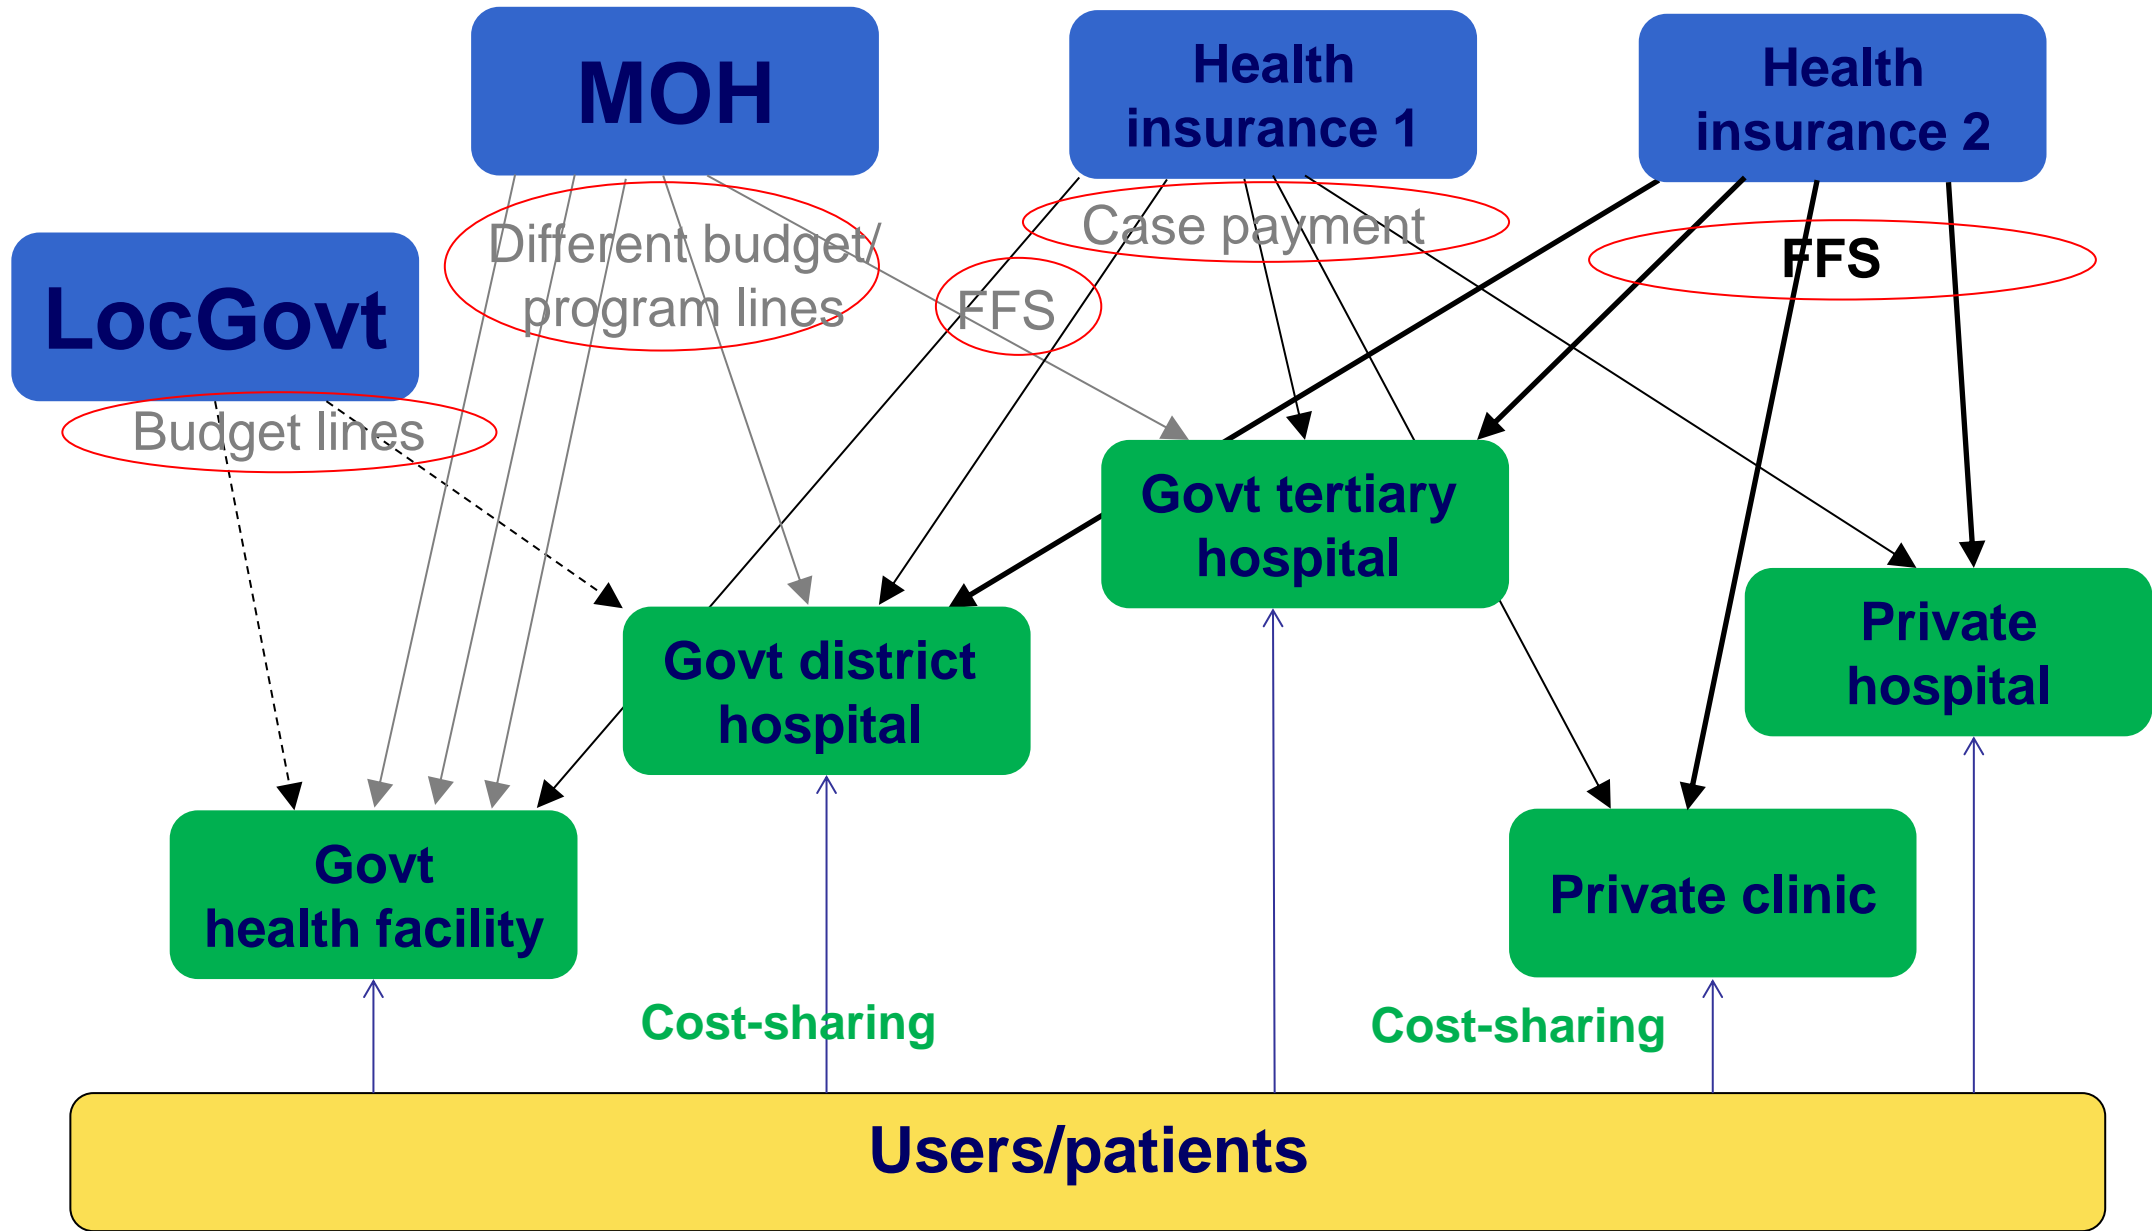 MOH
Health
insurance 1
Health
insurance 2
Different budget/
program lines
Case payment
FFS
FFS
LocGovt
Budget lines
Govt tertiary
hospital
Govt district
hospital
Private
hospital
Govt
health facility
Private clinic
Cost-sharing
Cost-sharing
Users/patients